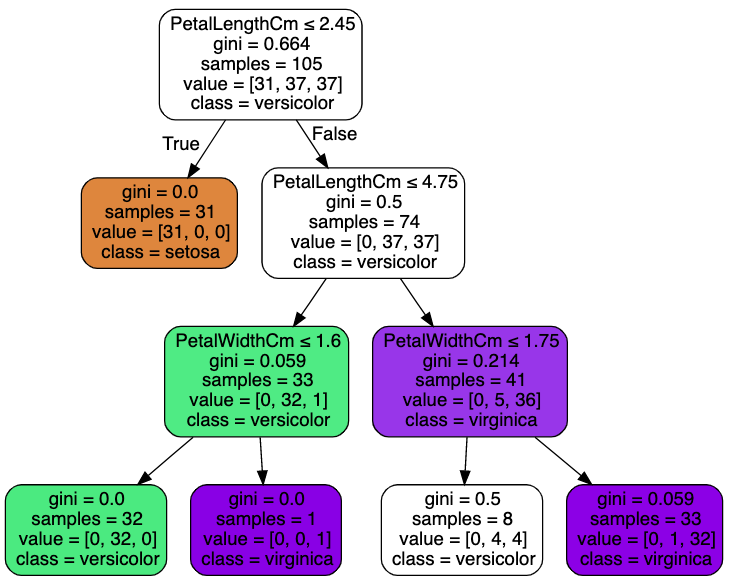 PetalLengthCm ≤ 2.45
gini = 0.664
samples = 105
value = [31, 37, 37]
class = versicolor
True
False
gini = 0.0
samples = 31
value = [31, 0, 0]
class = setosa
PetalLengthCm ≤ 4.75
gini = 0.5
samples = 74
value = [0, 37, 37]
class = versicolor
PetalWidthCm ≤ 1.6
gini = 0.059
samples = 33
value = [0, 32, 1]
class = versicolor
PetalWidthCm ≤ 1.75
gini = 0.214
samples = 41
value = [0, 5, 36]
class = virginica
gini = 0.0
samples = 32
value = [0, 32, 0]
class = versicolor
gini = 0.0
samples = 1
value = [0, 0, 1]
class = virginica
gini = 0.5
samples = 8
value = [0, 4, 4]
class = versicolor
gini = 0.059
samples = 33
value = [0, 1, 32]
class = virginica